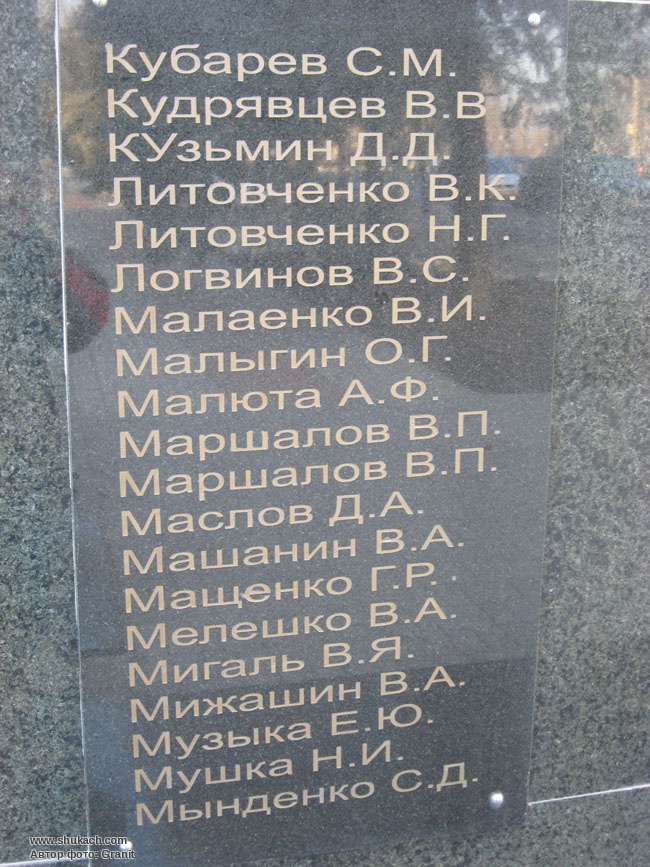 Кубарев С.М.
Кудрявцев В.В
КУзьмин Д.Д.
Литовченко В.К.
Литовченко Н.Г.
Логвинов В.С.
Малаенко В.И.
Малыгин О.Г.
Малюта А.Ф.
Маршалов В.П.
Маршалов В.П.
Маслов Д.А.
Машанин В.А.
Мащенко Г.Р.
Мелешко В.А.
Мигаль В.Я.
Мижашин В.А.
Музыка Е.Ю.
Мушка Н.И.
Мынденко С.Д.
www.shukach.com
Автор фото: Granit